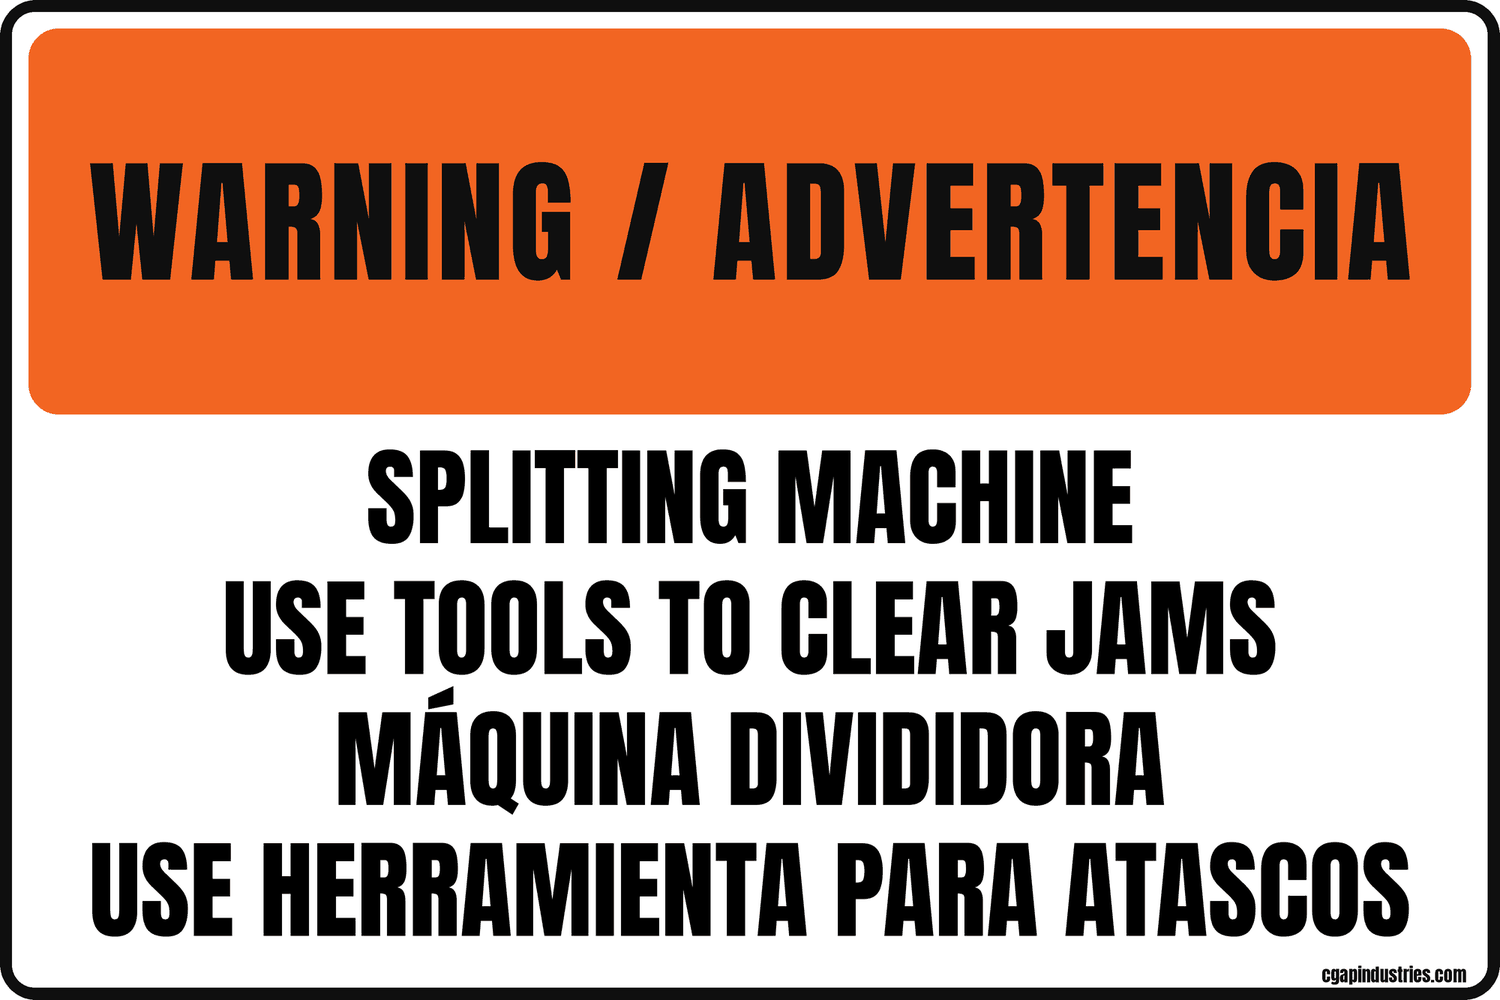 WARNING / ADVERTENCIA
SPLITTING MACHINE
USE TOOLS TO CLEAR JAMS
MÁQUINA DIVIDIDORA
USE HERRAMIENTA PARA ATASCOS
cgapindustries.com